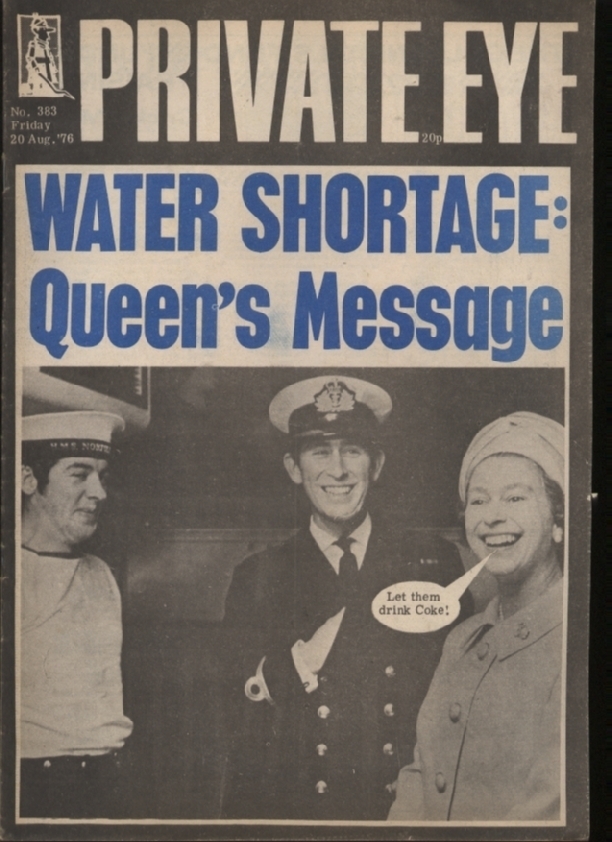 PRIVATE EYE
No. 383
Friday
20 Aug. '76
20p
WATER SHORTAGE:
Queen's Message
Let them
drink Coke!